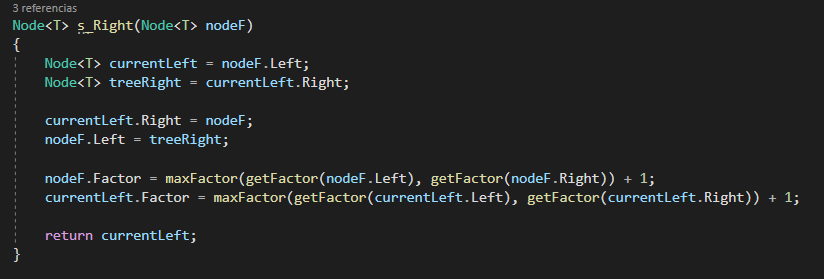 3 referencias
Node<T> s_Right(Node<T> nodeF)
{
Node<T> currentLeft = nodeF.Left;
Node<T> treeRight = currentLeft.Right;
currentLeft.Right = nodeF;
nodeF.Left = treeRight;
nodeF.Factor = maxFactor(getFactor(nodeF.Left), getFactor(nodeF.Right)) + 1;
currentLeft.Factor = maxFactor(getFactor(currentLeft.Left), getFactor(currentLeft.Right)) + 1;
return currentLeft;
}